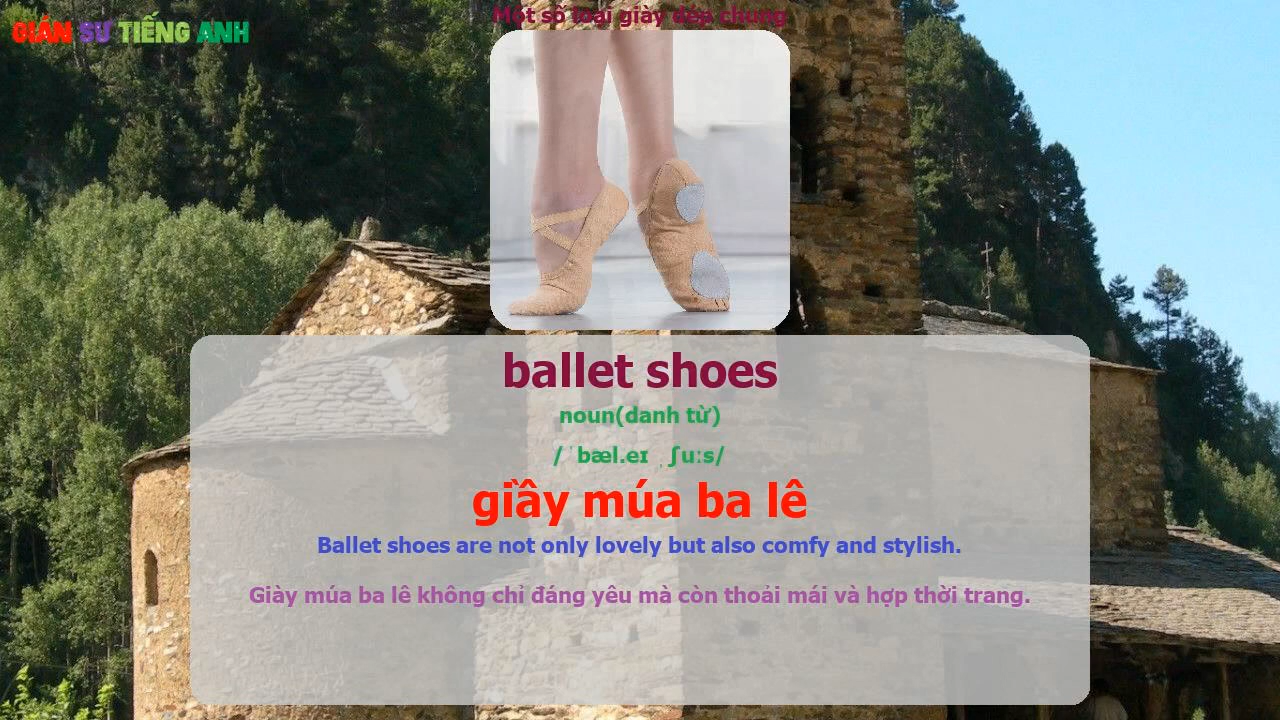 Một số loại giày dép chung
GIÁN SƯ TIẾNG ANH
ballet shoes
noun(danh từ)
/ ˈbæl.eɪ ˌʃuːs/
giầy múa ba lê
Ballet shoes are not only lovely but also comfy and stylish.
Giày múa ba lê không chỉ đáng yêu mà còn thoải mái và hợp thời trang.